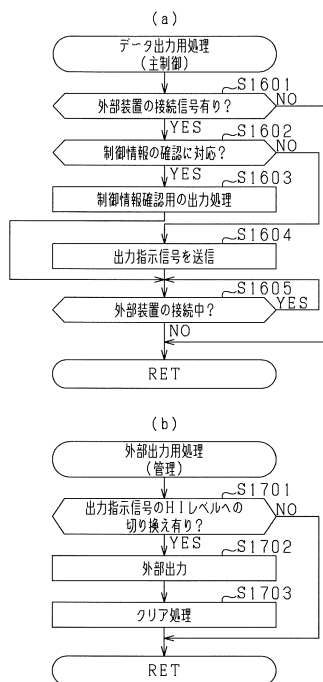 (a)
データ出力用処理
(主制御)
S1601
外部装置の接続信号有り?
NO
YES
S1602
制御情報の確認に対応?
NO
YES
S1603
制御情報確認用の出力処理
S1604
出力指示信号を送信
S1605
外部装置の接続中?
YES
NO
RET
(b)
外部出力用処理
(管理)
S1701
出力指示信号のHIレベルへの
切り換え有り?
NO
YES
S1702
外部出力
S1703
クリア処理
RET